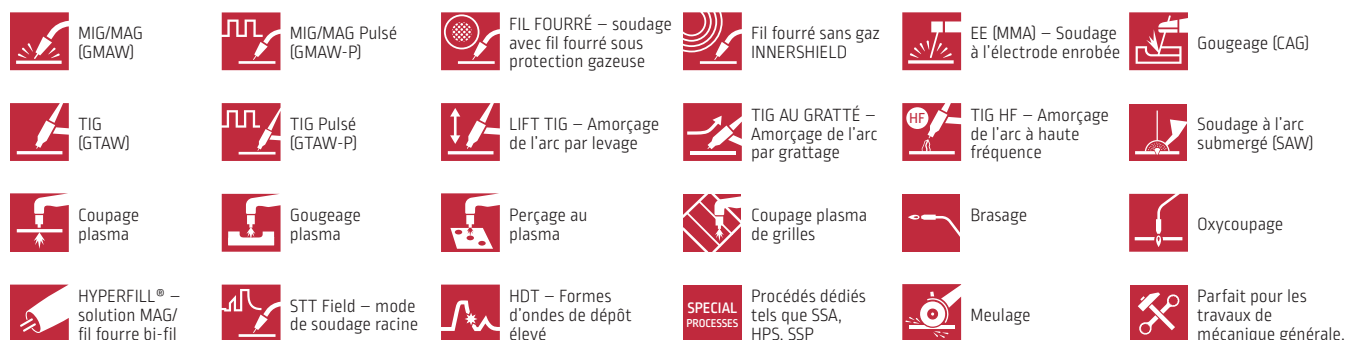 MIG/MAG
(GMAW)
MIG/MAG Pulsé
(GMAW-P)
FIL FOURRÉ – soudage
avec fil fourré sous
protection gazeuse
Fil fourré sans gaz
INNERSHIELD
EE (MMA) – Soudage
à l'électrode enrobée
Gougeage (CAG)
TIG
(GTAW)
TIG Pulsé
(GTAW-P)
LIFT TIG – Amorçage
de l'arc par levage
TIG AU GRATTÉ –
Amorçage de l'arc
par grattage
HF
TIG HF – Amorçage
de l'arc à haute
fréquence
Soudage à l'arc
submergé (SAW)
Coupage
plasma
Gougeage
plasma
Perçage au
plasma
Coupage plasma
de grilles
Brasage
Oxycoupage
HYPERFILL® –
solution MAG/
fil fourre bi-fil
STT Field – mode
de soudage racine
HDT – Formes
d'ondes de dépôt
élevé
SPECIAL
PROCESSES
Procédés dédiés
tels que SSA,
HPS, SSP
Meulage
Parfait pour les
travaux de
mécanique générale.